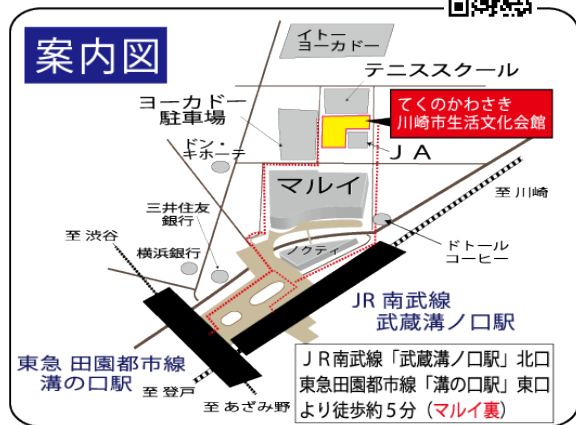 案内図
イトー
ヨーカドー
テニススクール
ヨーカドー
駐車場
てくのかわさき
川崎市生活文化会館
ドン・
キホーテ
ＪＡ
マルイ
至 川崎
三井住友
銀行
至 渋谷
横浜銀行
ノクティ
ドトール
コーヒー
JR 南武線
武蔵溝ノ口駅
東急 田園都市線
溝の口駅
至 登戸
至 あざみ野
ＪＲ南武線「武蔵溝ノ口駅」北口
東急田園都市線「溝の口駅」東口
より徒歩約５分（マルイ裏）